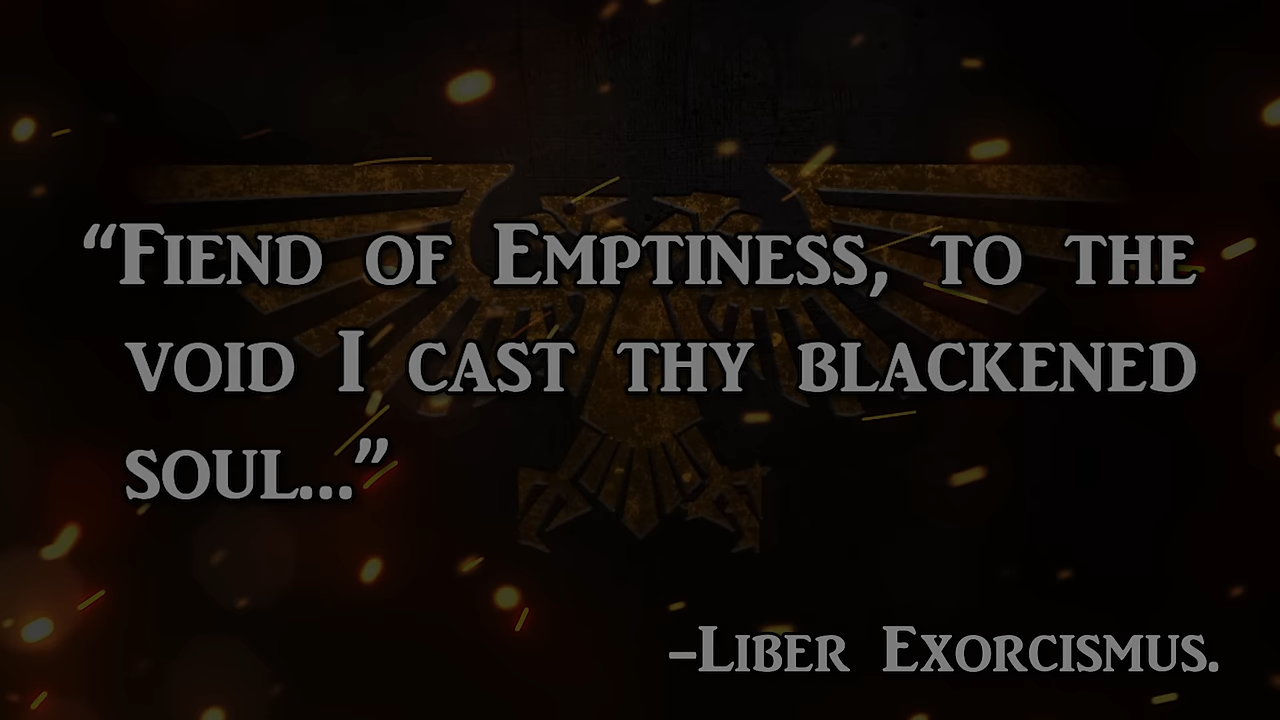 “Fiend of Emptiness, to the
void I cast thy blackened
soul...”
–Liber Exorcismus.